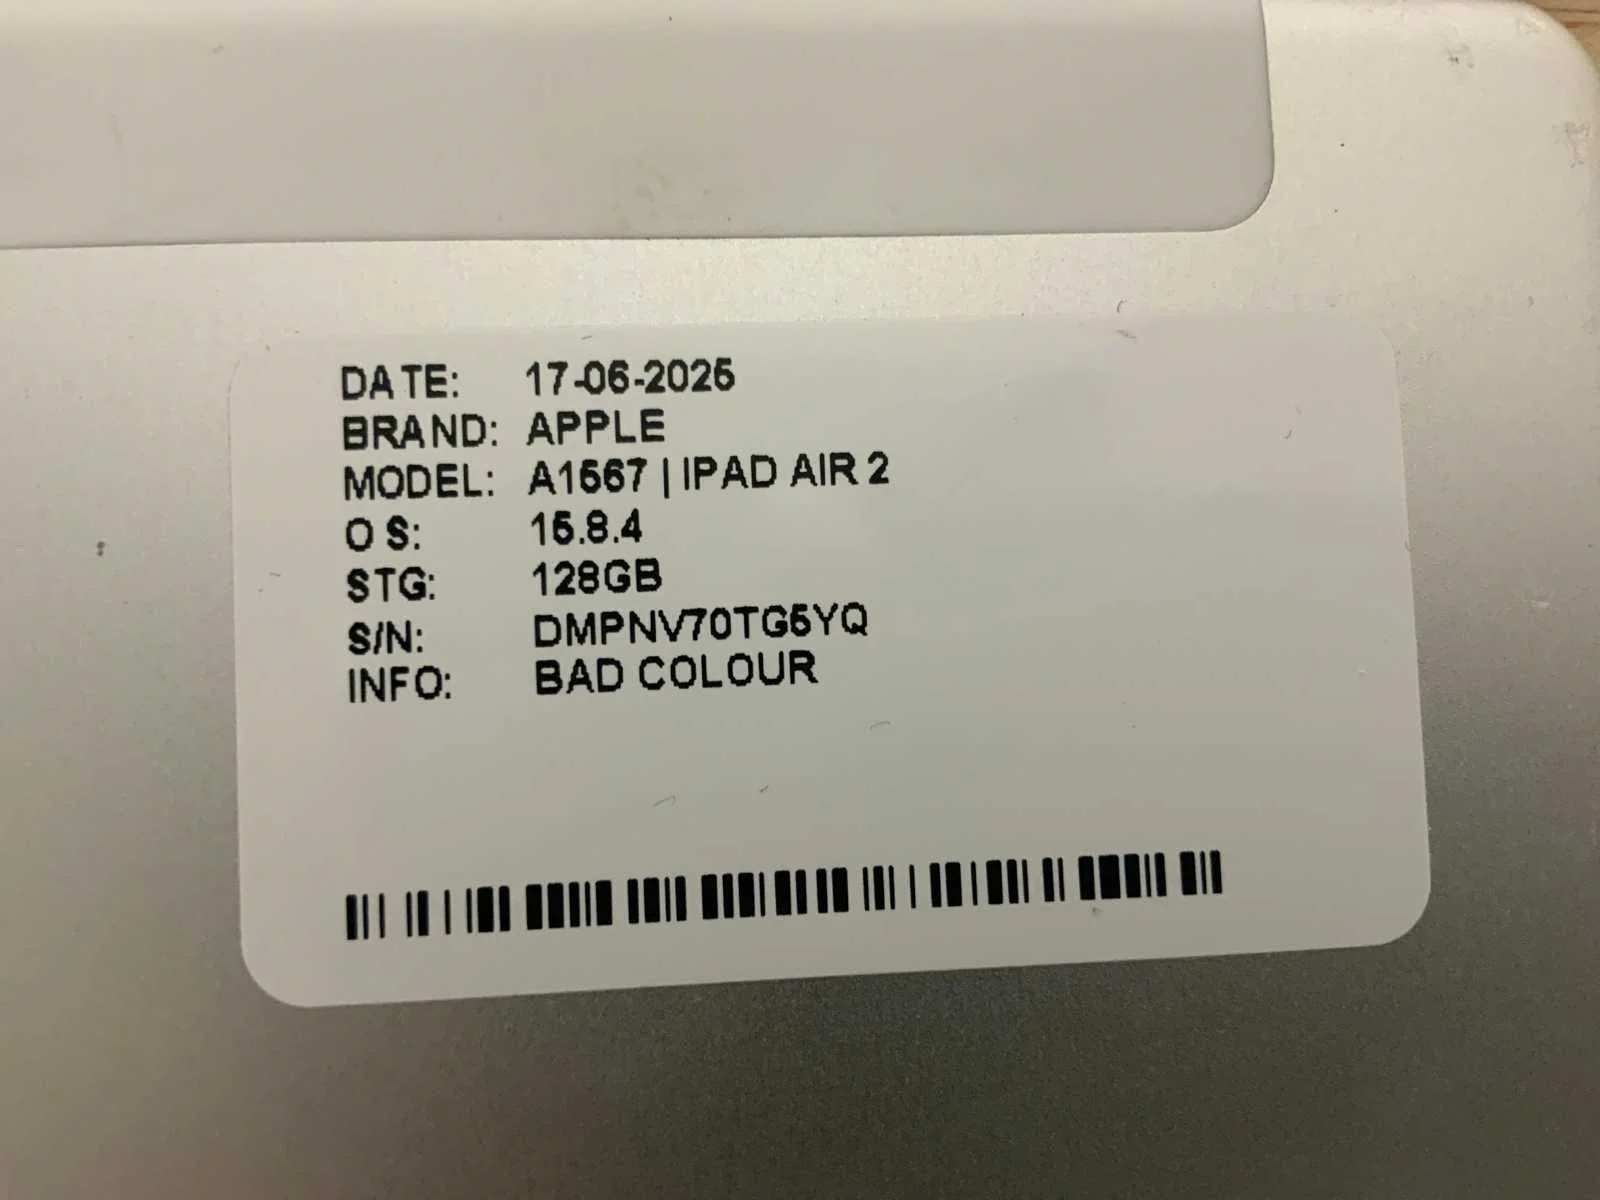 DATE: 17-06-2025
BRAND: APPLE
MODEL: A1567 | IPAD AIR 2
OS: 15.8.4
STG: 128GB
S/N: DMPNV70TG5YQ
INFO: BAD COLOUR